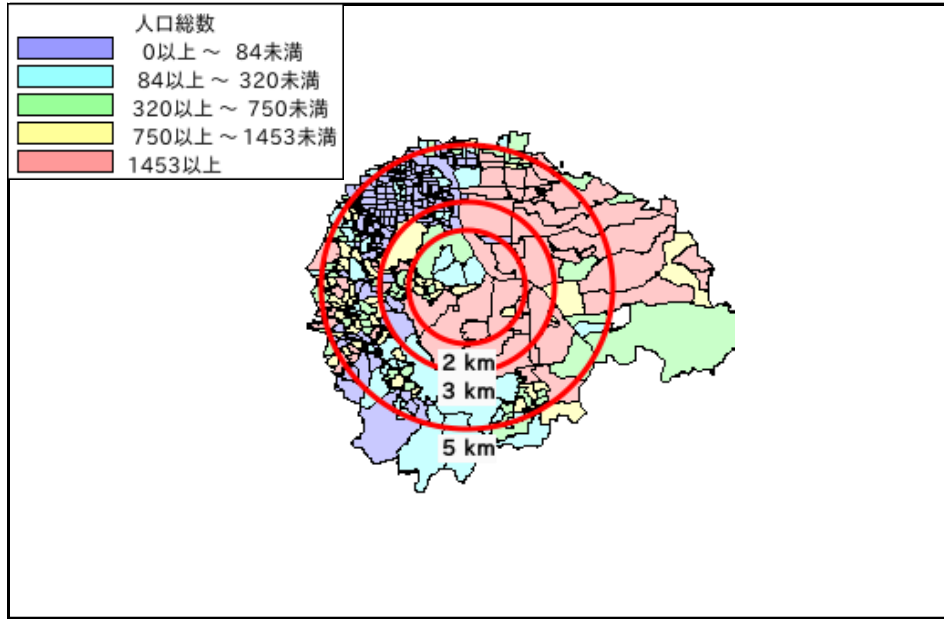 人口総数
0以上 ~ 84未満
84以上 ~ 320未満
320以上 ~ 750未満
750以上 ~ 1453未満
1453以上
2 km
3 km
5 km